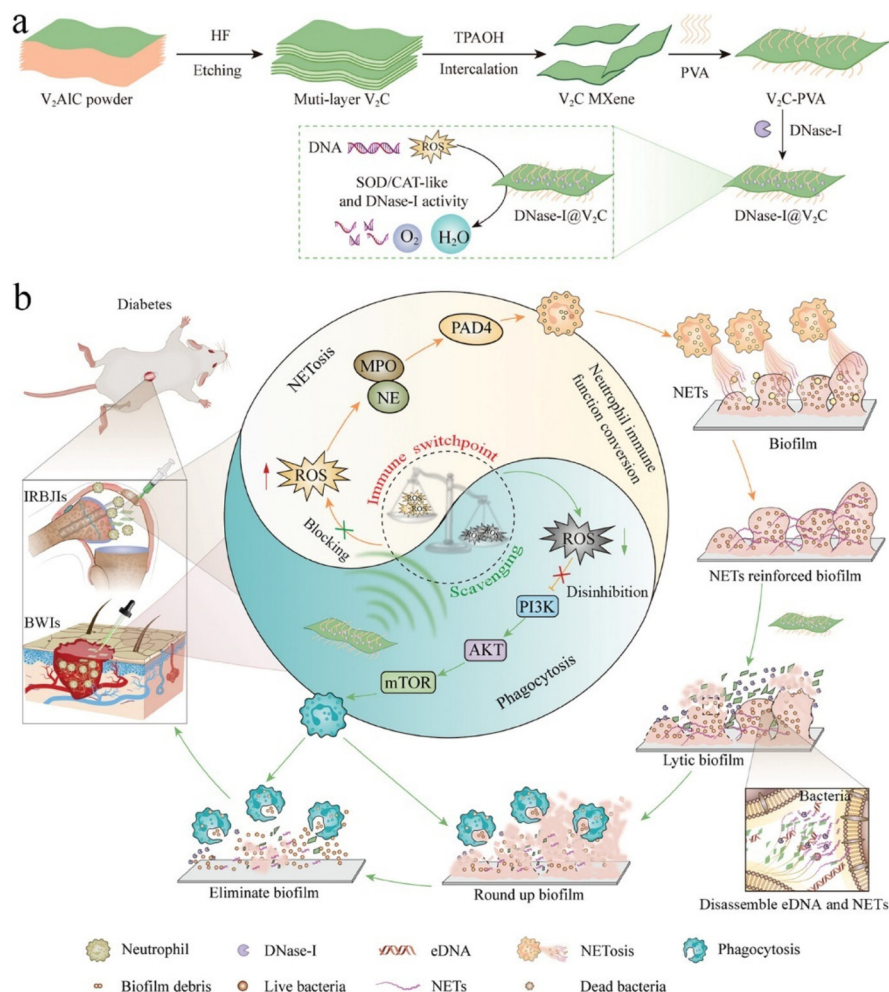 a
HF
Etching
TPAOH
Intercalation
PVA
V₂AlC powder
Muti-layer V₂C
V₂C MXene
V₂C-PVA
DNase-I
DNA
ROS
SOD/CAT-like
and DNase-I activity
O₂
H₂O
DNase-I@V₂C
DNase-I@V₂C
b
Diabetes
IRBJIs
BWIs
NETosis
MPO
NE
PAD4
ROS
Blocking
Immune switchpoint
ROS
ROS
ROS
Scavenging
Neutrophil immune
function conversion
ROS
Disinhibition
PI3K
AKT
mTOR
Phagocytosis
NETs
Biofilm
NETs reinforced biofilm
Lytic biofilm
Bacteria
Disassemble eDNA and NETs
Round up biofilm
Eliminate biofilm
Neutrophil
DNase-I
eDNA
NETosis
Phagocytosis
Biofilm debris
Live bacteria
NETs
Dead bacteria